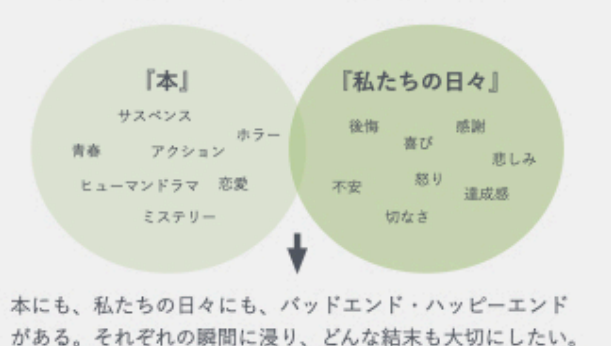 『本』
サスペンス
ホラー
青春
アクション
ヒューマンドラマ
恋愛
ミステリー
『私たちの日々』
後悔
感謝
喜び
悲しみ
怒り
不安
達成感
切なさ
本にも、私たちの日々にも、バッドエンド・ハッピーエンド
がある。それぞれの瞬間に浸り、どんな結末も大切にしたい。